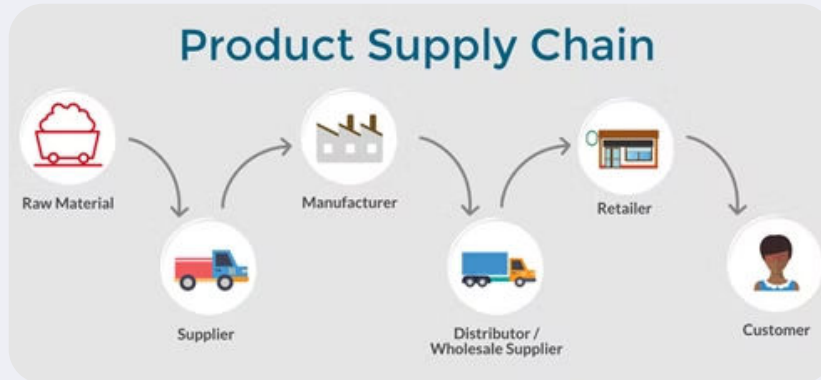 Product Supply Chain
Raw Material
Supplier
Manufacturer
Distributor /
Wholesale Supplier
Retailer
Customer